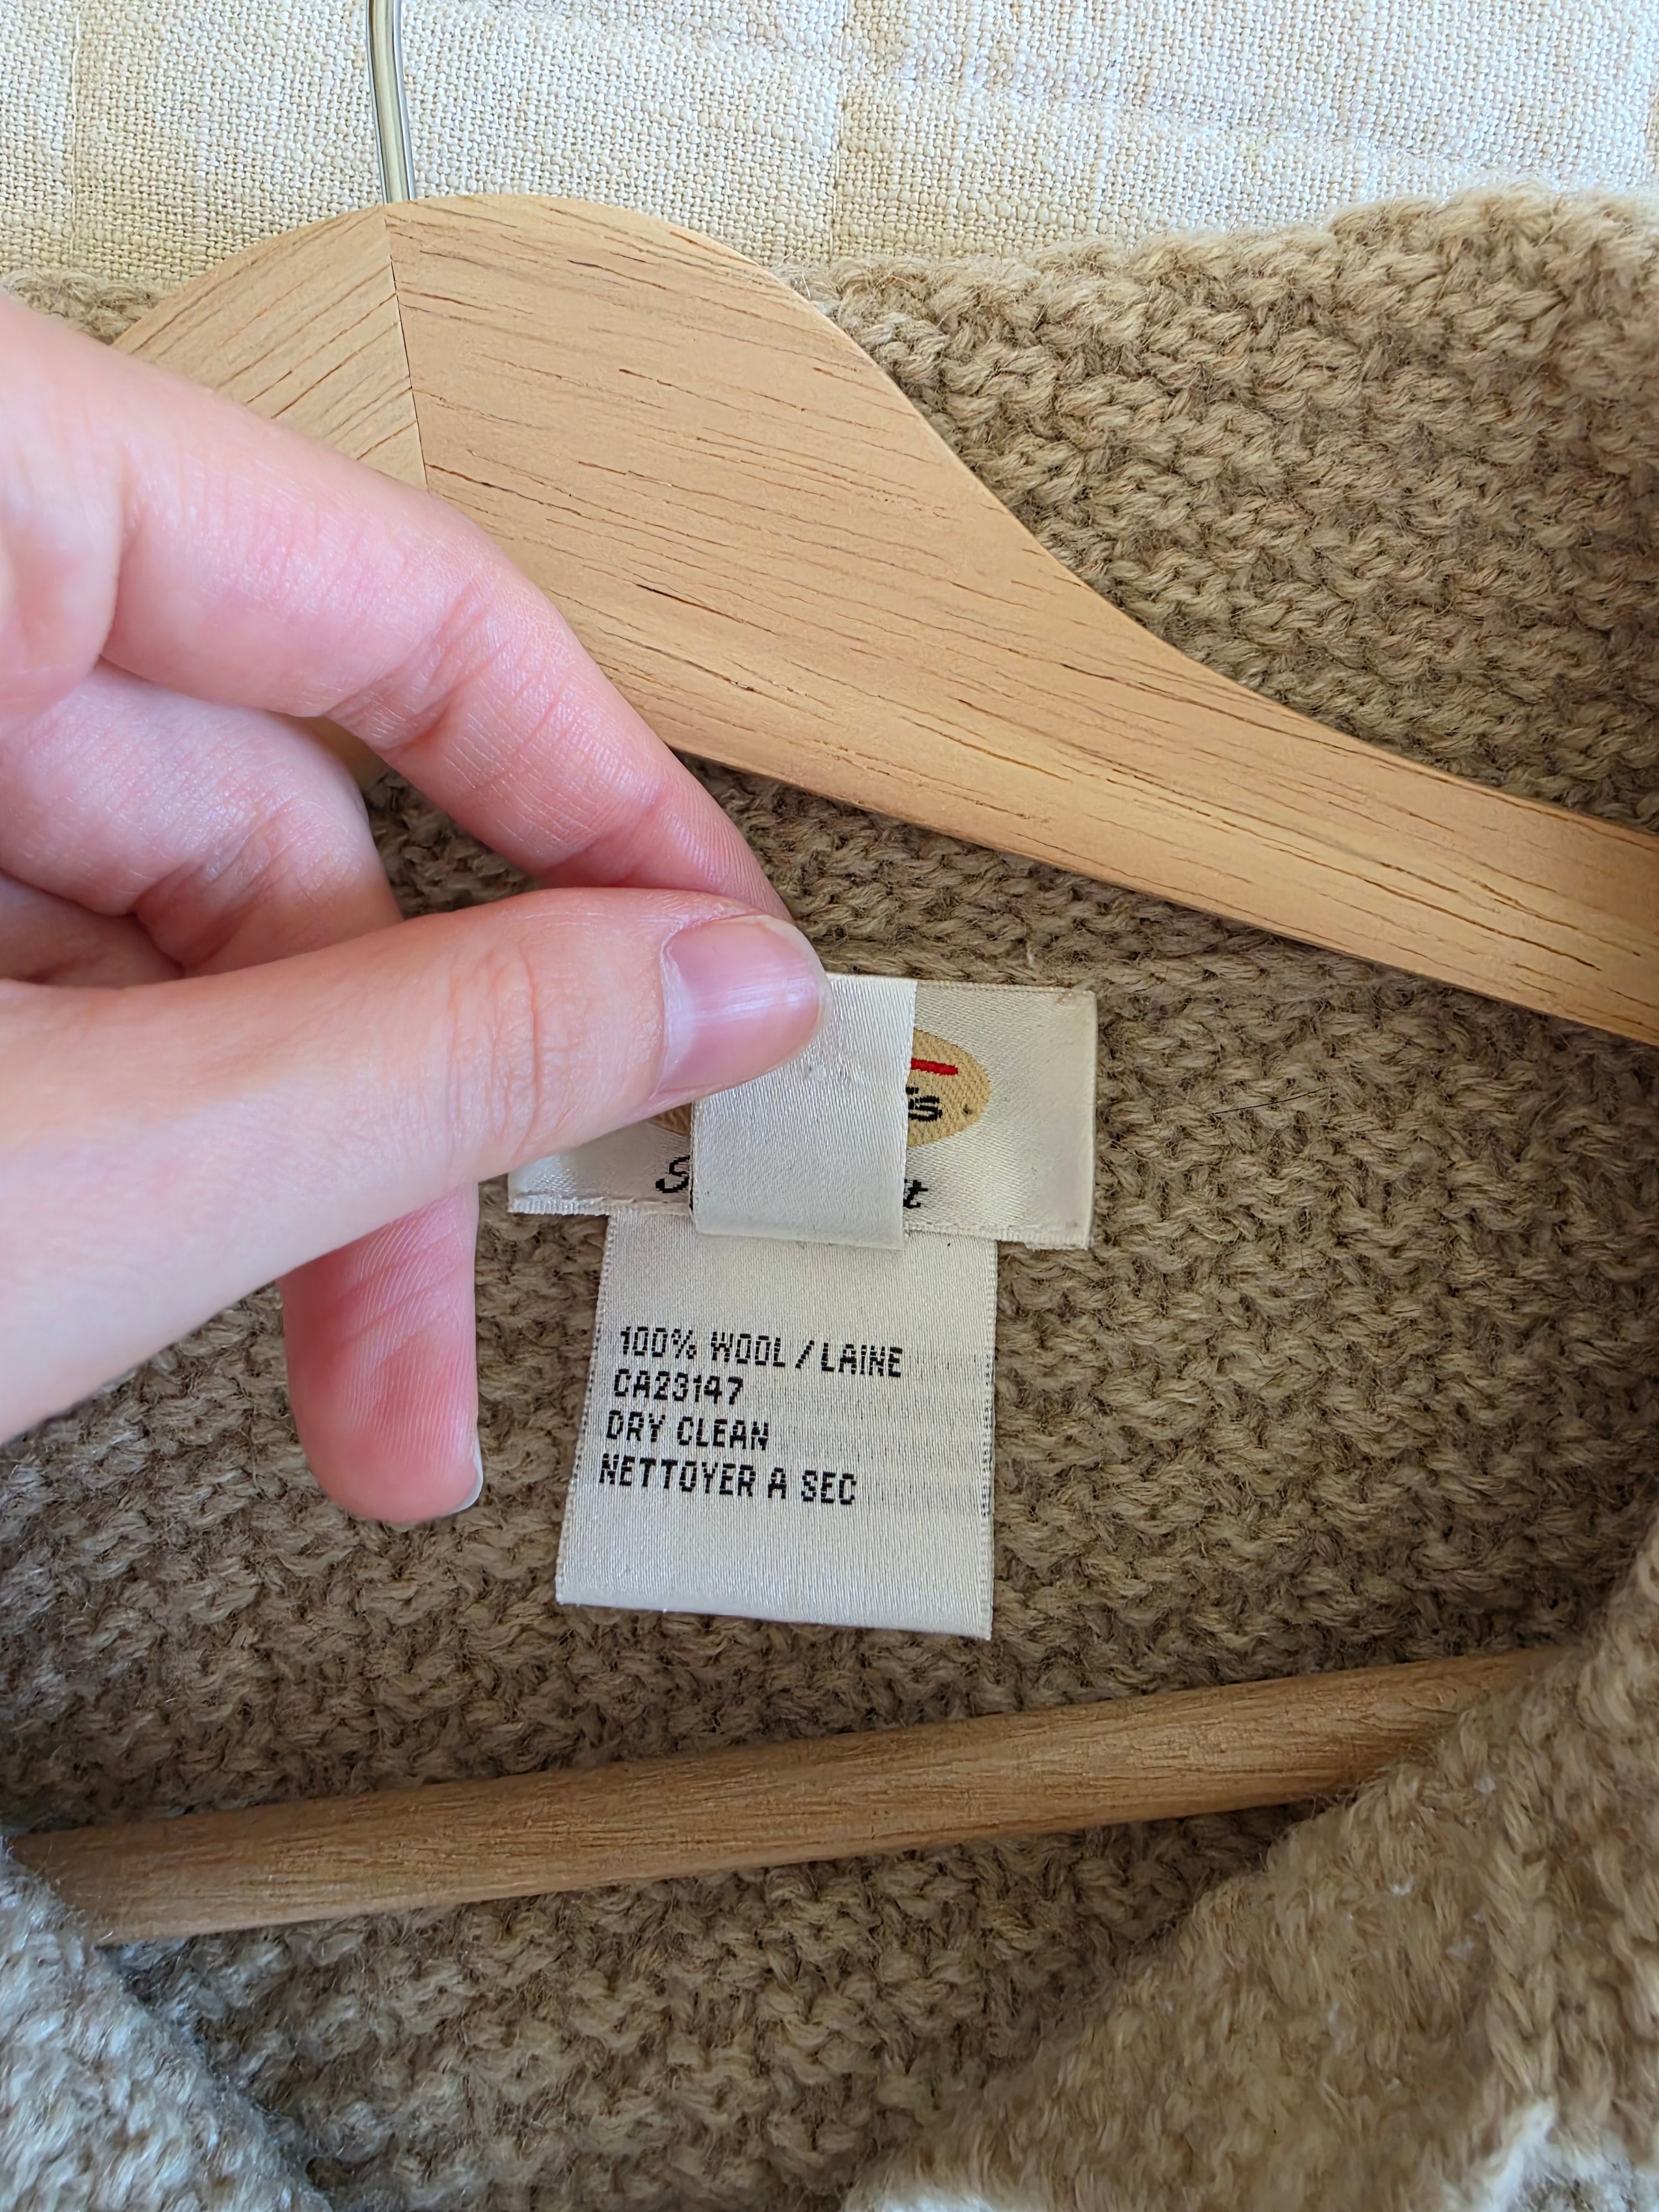 100% WOOL / LAINE
CA23147
DRY CLEAN
NETTOYER A SEC